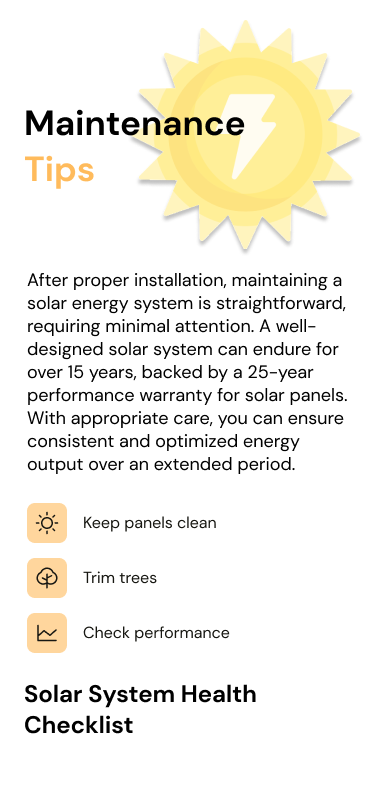 Maintenance
Tips
After proper installation, maintaining a
solar energy system is straightforward,
requiring minimal attention. A well-
designed solar system can endure for
over 15 years, backed by a 25-year
performance warranty for solar panels.
With appropriate care, you can ensure
consistent and optimized energy
output over an extended period.
Keep panels clean
Trim trees
Check performance
Solar System Health
Checklist